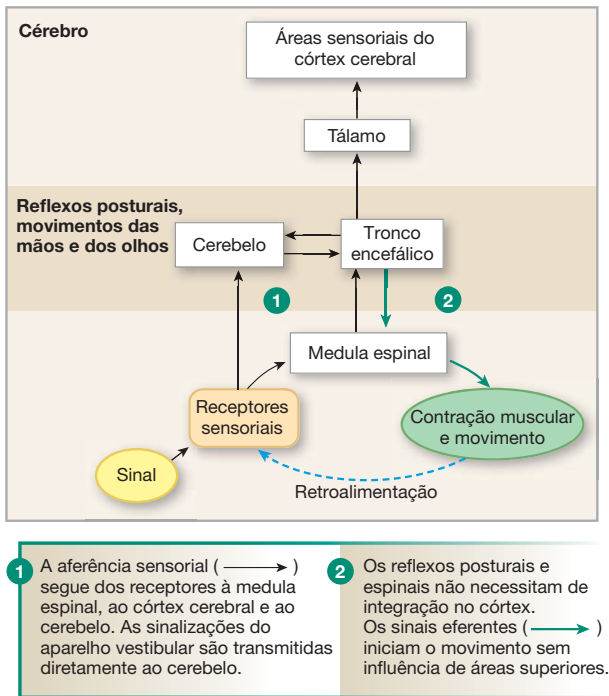 Cérebro
Áreas sensoriais do
córtex cerebral
Tálamo
Reflexos posturais,
movimentos das
mãos e dos olhos
Cerebelo
Tronco
encefálico
1
2
Medula espinal
Receptores
sensoriais
Contração muscular
e movimento
Sinal
Retroalimentação
1
A aferência sensorial ( ⟶ )
segue dos receptores à medula
espinal, ao córtex cerebral e ao
cerebelo. As sinalizações do
aparelho vestibular são transmitidas
diretamente ao cerebelo.
2
Os reflexos posturais e
espinais não necessitam de
integração no córtex.
Os sinais eferentes ( ⟶ )
iniciam o movimento sem
influência de áreas superiores.